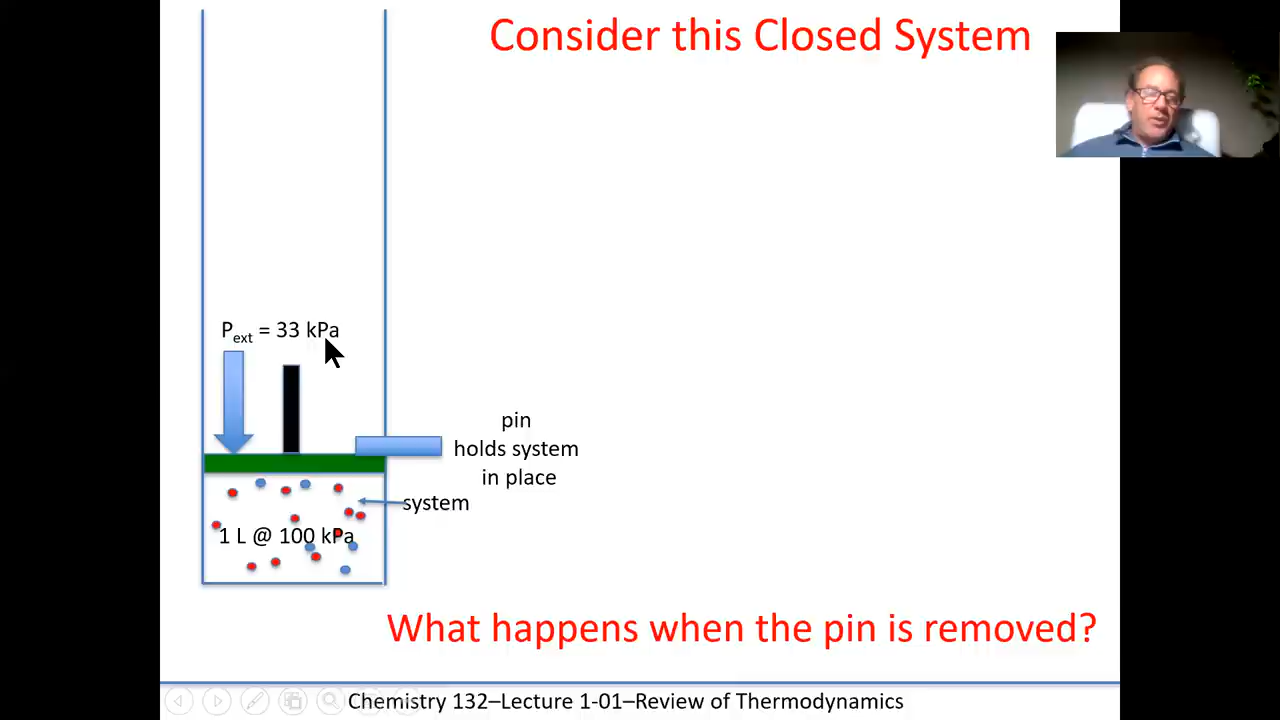 Consider this Closed System
P_ext = 33 kPa
pin
holds system
in place
system
1 L @ 100 kPa
What happens when the pin is removed?
Chemistry 132–Lecture 1-01–Review of Thermodynamics